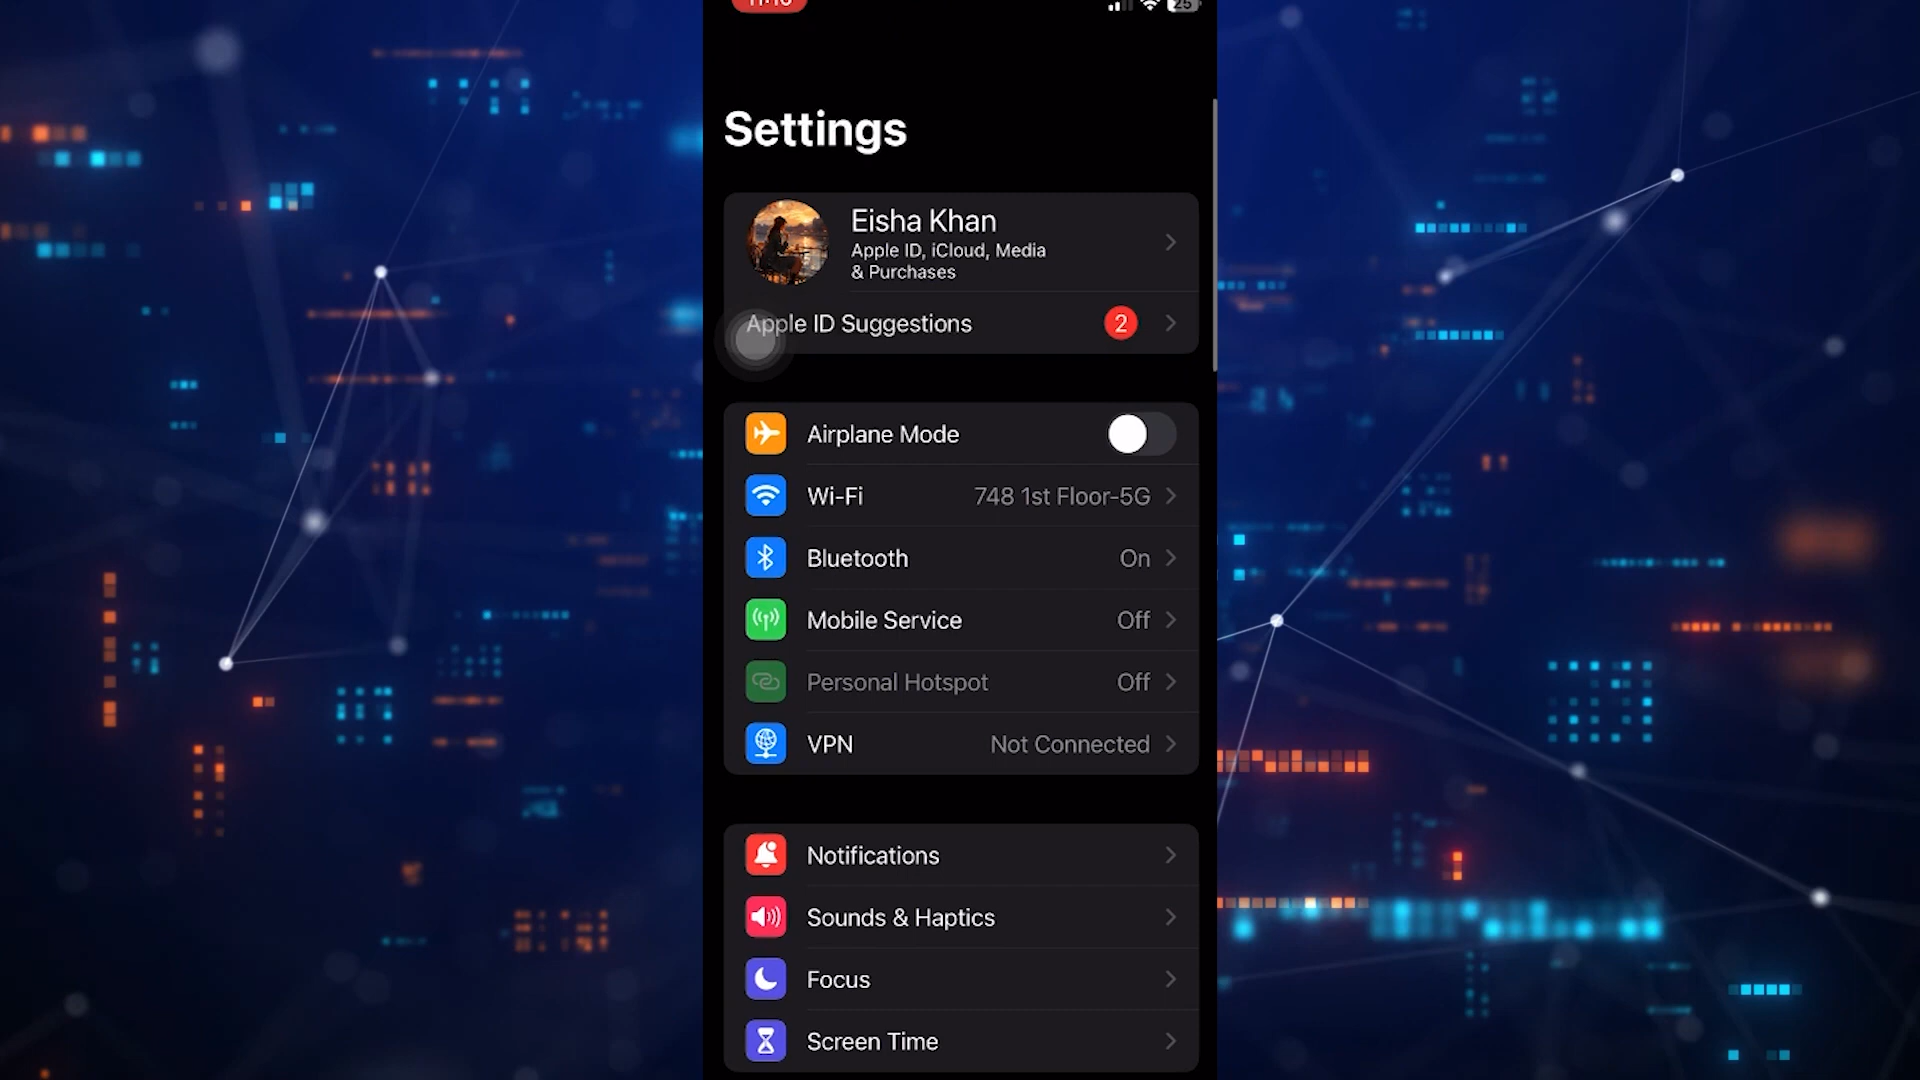 25
Settings
Eisha Khan
Apple ID, iCloud, Media
& Purchases
Apple ID Suggestions 2
Airplane Mode
Wi-Fi 748 1st Floor-5G
Bluetooth On
Mobile Service Off
Personal Hotspot Off
VPN Not Connected
Notifications
Sounds & Haptics
Focus
Screen Time